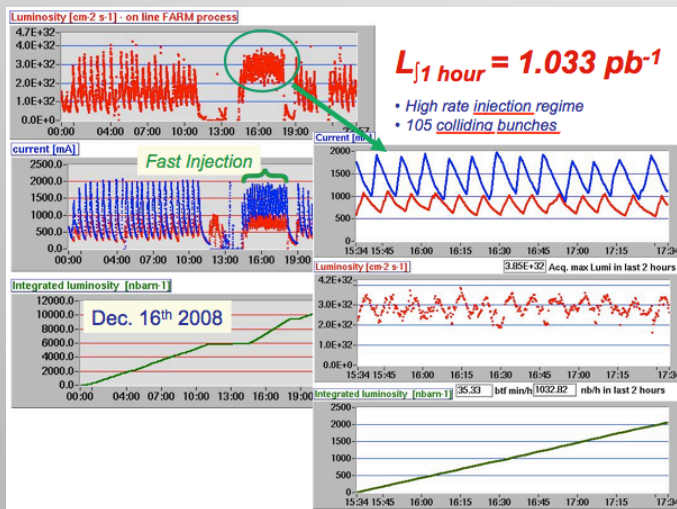 Luminosity [cm-2 s-1] - on line FARM process
4.7E+32
4.0E+32
3.0E+32
2.0E+32
1.0E+32
0.0E+0
00:00 04:00 07:00 10:00 16:00 19:00
L∫1 hour = 1.033 pb-1
• High rate injection regime
• 105 colliding bunches
current [mA]
2500.0
2000.0
1500.0
1000.0
500.0
0.0
00:00 04:00 07:00 10:00 13:00 16:00 19:00
Fast Injection
Integrated luminosity [nbarn-1]
12000.0
10000.0
8000.0
6000.0
4000.0
2000.0
0.0
00:00 04:00 07:00 10:00 13:00 16:00 19:00
Dec. 16th 2008
2000
1500
1000
500
0
15:34 15:45 16:00 16:15 16:30 16:45 17:00 17:15 17:34
Luminosity [cm-2 s-1] 3.85E+32 Acq. max Lumi in last 2 hours
4.2E+32
3.0E+32
2.0E+32
1.0E+32
0.0E+0
15:34 15:45 16:00 16:15 16:30 16:45 17:00 17:15 17:34
Integrated luminosity [nbarn-1] 35.33 btf min/h 1032.82 nb/h in last 2 hours
2500
2000
1500
1000
500
0
15:34 15:45 16:00 16:15 16:30 16:45 17:00 17:15 17:34